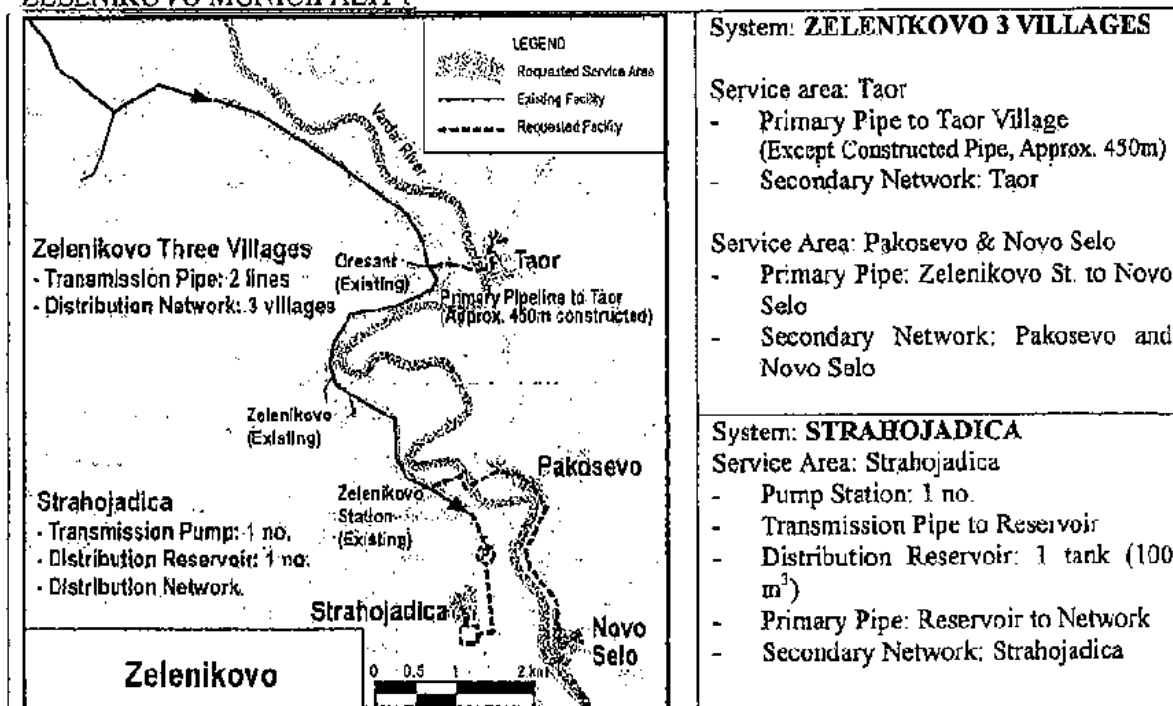 ZELENIKOVO MUNICIPALITY
LEGEND
Requested Service Area
Existing Facility
Requested Facility
Vardar River
Zelenikovo Three Villages
- Transmission Pipe: 2 lines
- Distribution Network: 3 villages
Oresani
(Existing)
Taor
Primary Pipeline to Taor
(Approx. 450m constructed)
Zelenikovo
(Existing)
Pakosevo
Zelenikovo
Station
(Existing)
Strahojadica
- Transmission Pump: 1 no.
- Distribution Reservoir: 1 no.
- Distribution Network
Strahojadica
Novo
Selo
Zelenikovo
0 0.5 1 2 km
System: ZELENIKOVO 3 VILLAGES
Service area: Taor
- Primary Pipe to Taor Village
(Except Constructed Pipe, Approx. 450m)
- Secondary Network: Taor
Service Area: Pakosevo & Novo Selo
- Primary Pipe: Zelenikovo St. to Novo
Selo
- Secondary Network: Pakosevo and
Novo Selo
System: STRAHOJADICA
Service Area: Strahojadica
- Pump Station: 1 no.
- Transmission Pipe to Reservoir
- Distribution Reservoir: 1 tank (100
m³)
- Primary Pipe: Reservoir to Network
- Secondary Network: Strahojadica